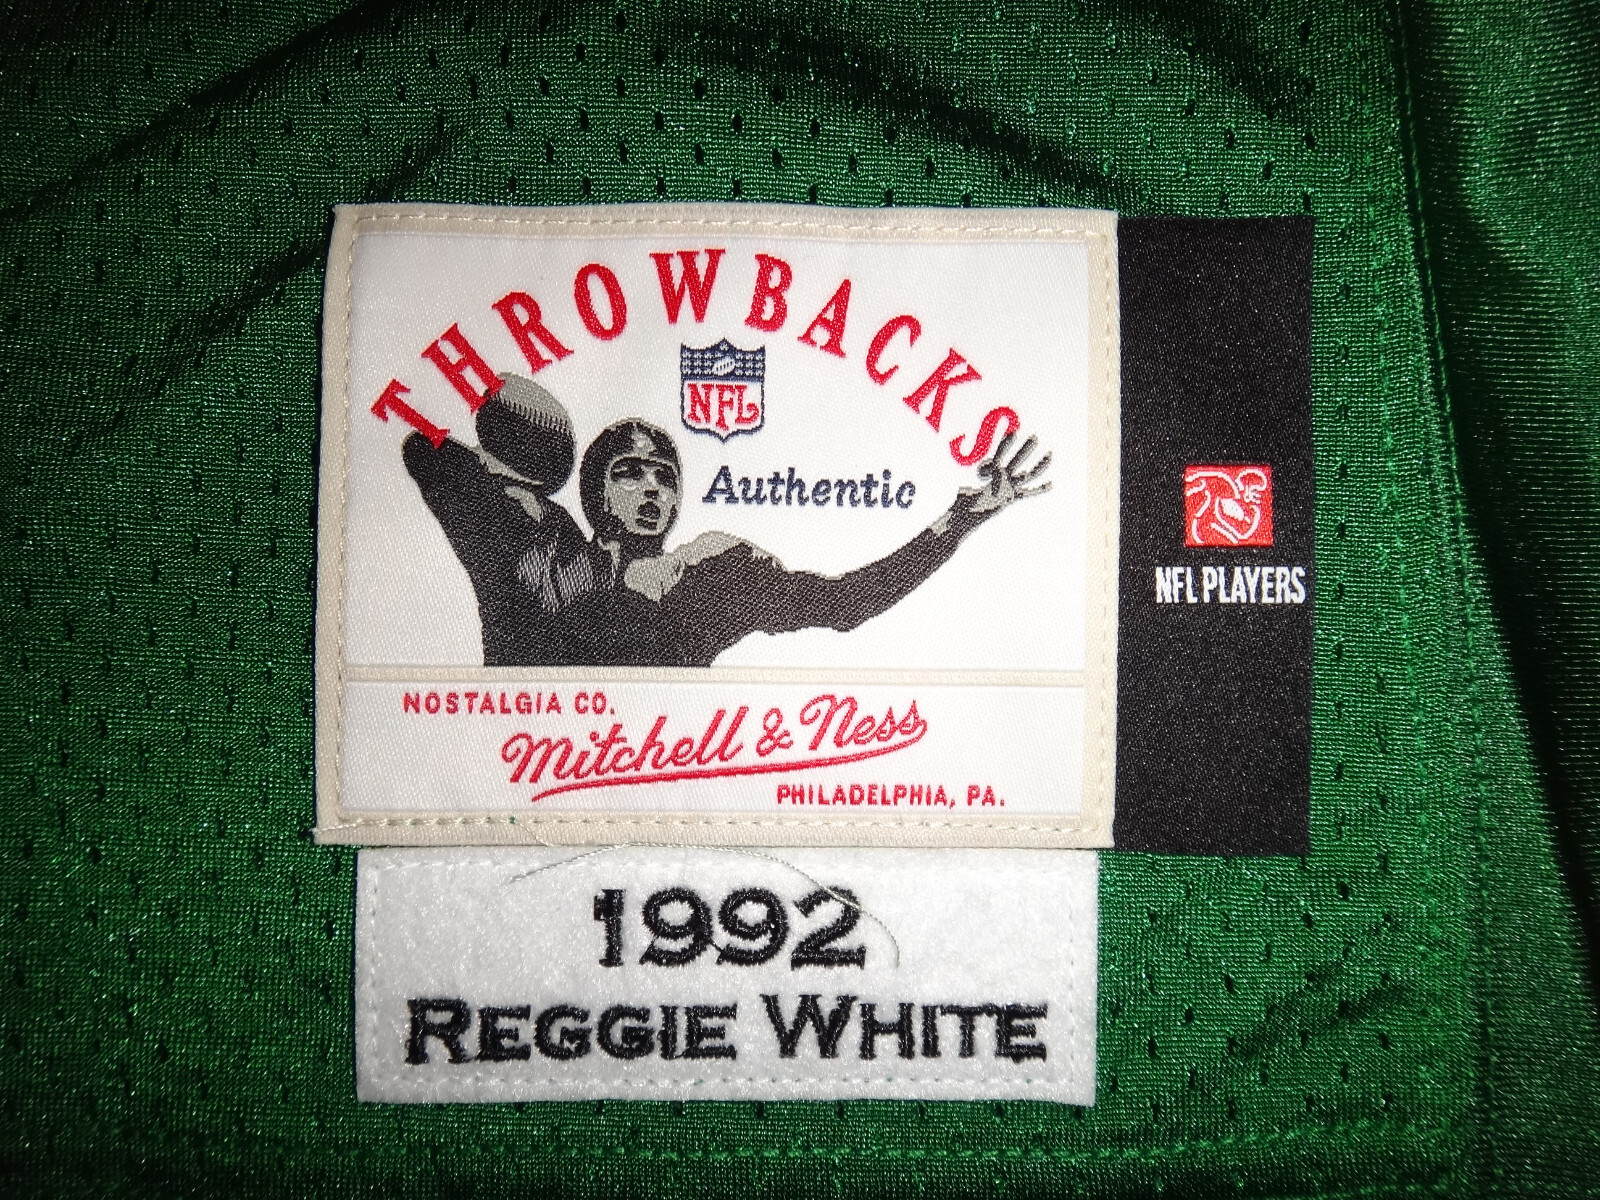 THROWBACKS
NFL
Authentic
NFL PLAYERS
NOSTALGIA CO.
Mitchell & Ness
PHILADELPHIA, PA.
1992
REGGIE WHITE